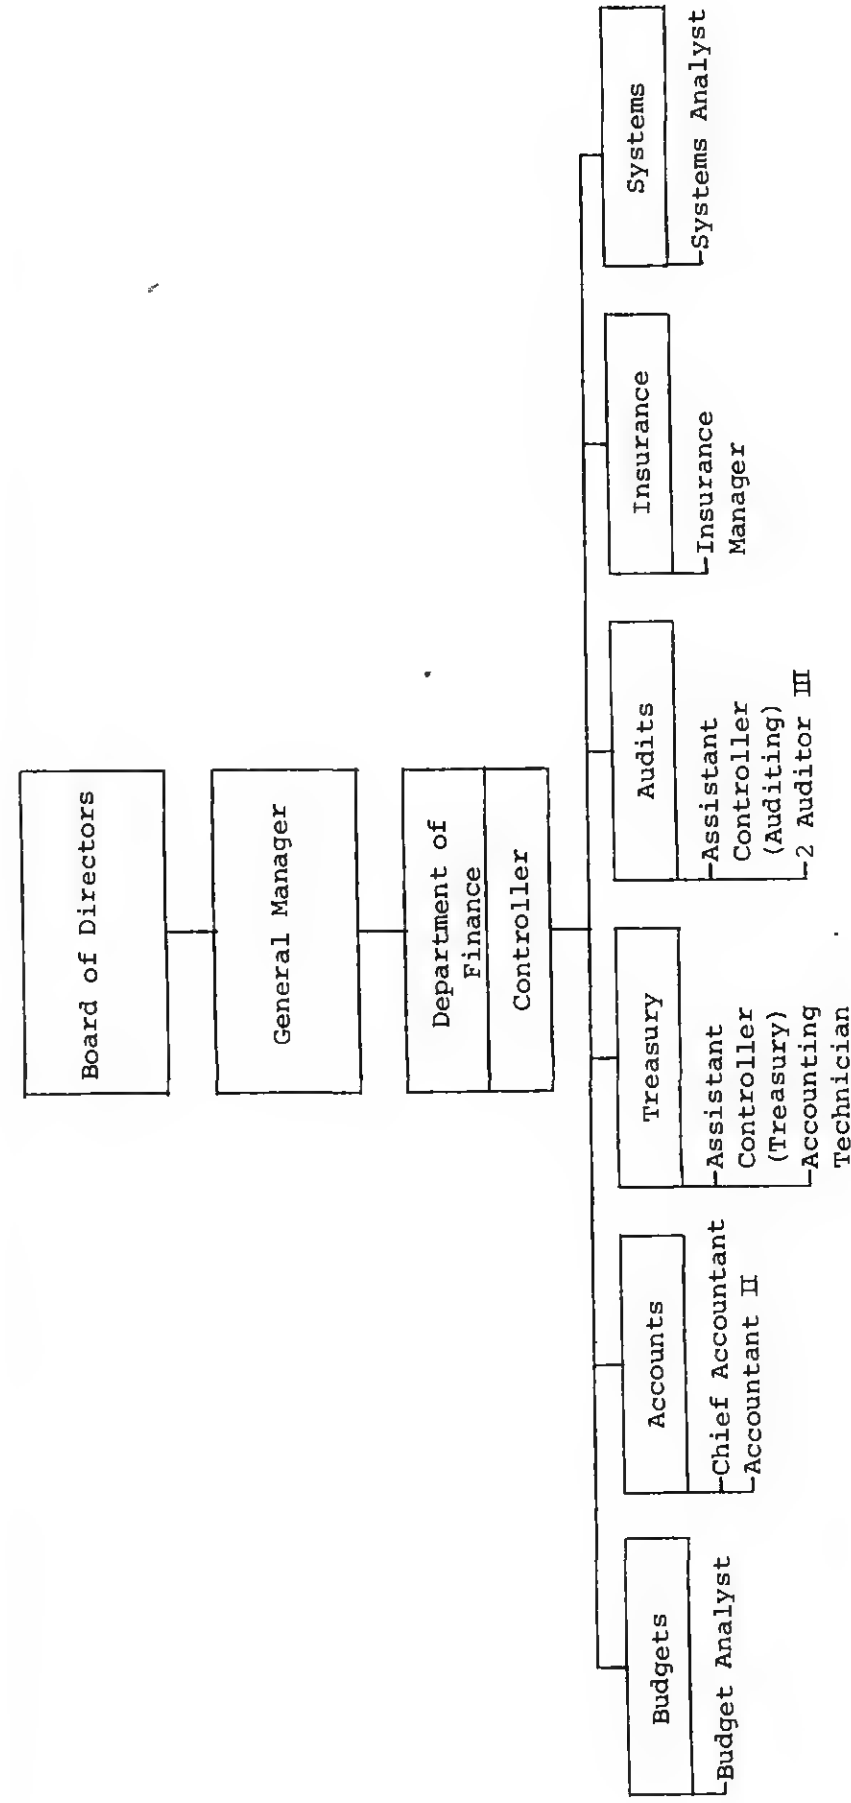 Board of Directors
General Manager
Department of
Finance
Controller
Budgets
Budget Analyst
Accounts
Chief Accountant
Accountant II
Treasury
Assistant
Controller
(Treasury)
Accounting
Technician
Audits
Assistant
Controller
(Auditing)
2 Auditor III
Insurance
Insurance
Manager
Systems
Systems Analyst